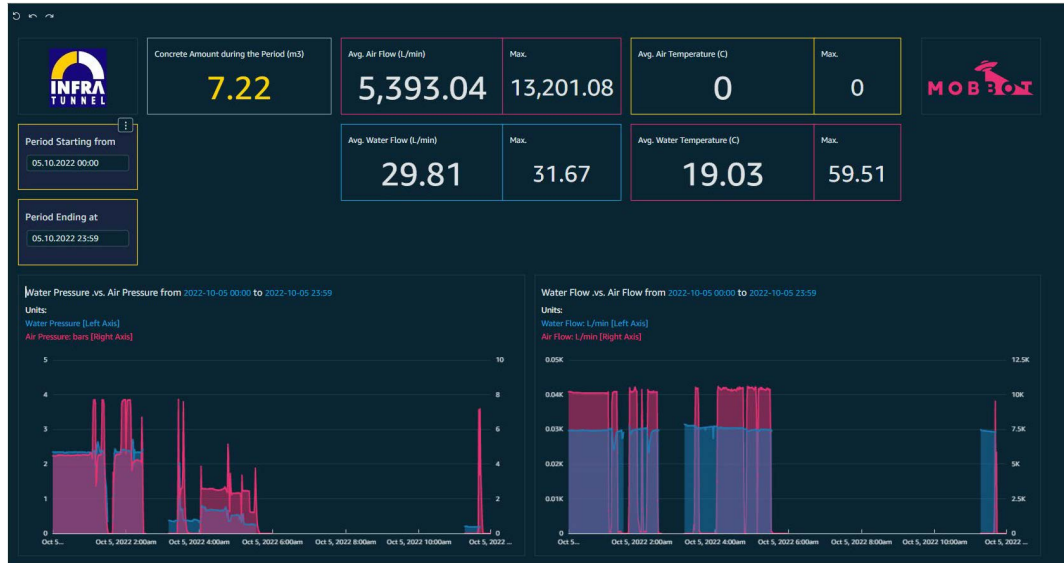 INFRA
TUNNEL
Concrete Amount during the Period (m3)
7.22
Avg. Air Flow (L/min)
5,393.04
Max.
13,201.08
Avg. Air Temperature (C)
0
Max.
0
MOBBOT
Period Starting from
05.10.2022 00:00
Avg. Water Flow (L/min)
29.81
Max.
31.67
Avg. Water Temperature (C)
19.03
Max.
59.51
Period Ending at
05.10.2022 23:59
Water Pressure .vs. Air Pressure from 2022-10-05 00:00 to 2022-10-05 23:59
Units:
Water Pressure [Left Axis]
Air Pressure: bars [Right Axis]
5
4
3
2
1
0
10
8
6
4
2
0
Oct 5... Oct 5, 2022 2:00am Oct 5, 2022 4:00am Oct 5, 2022 6:00am Oct 5, 2022 8:00am Oct 5, 2022 10:00am Oct 5, 2022 ...
Water Flow .vs. Air Flow from 2022-10-05 00:00 to 2022-10-05 23:59
Units:
Water Flow: L/min [Left Axis]
Air Flow: L/min [Right Axis]
0.05K
0.04K
0.03K
0.02K
0.01K
0
12.5K
10K
7.5K
5K
2.5K
0
Oct 5... Oct 5, 2022 2:00am Oct 5, 2022 4:00am Oct 5, 2022 6:00am Oct 5, 2022 8:00am Oct 5, 2022 10:00am Oct 5, 2022 ...